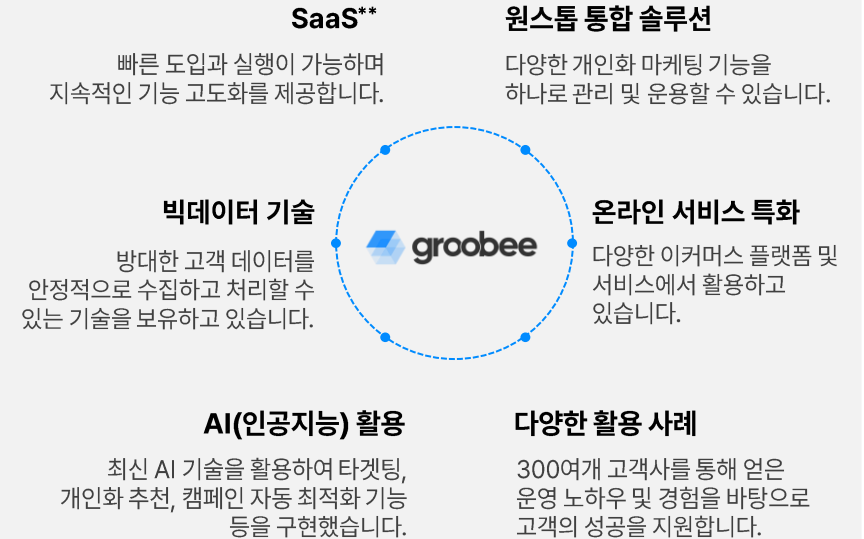 SaaS**
빠른 도입과 실행이 가능하며
지속적인 기능 고도화를 제공합니다.
원스톱 통합 솔루션
다양한 개인화 마케팅 기능을
하나로 관리 및 운용할 수 있습니다.
빅데이터 기술
방대한 고객 데이터를
안정적으로 수집하고 처리할 수
있는 기술을 보유하고 있습니다.
groobee
온라인 서비스 특화
다양한 이커머스 플랫폼 및
서비스에서 활용하고
있습니다.
AI(인공지능) 활용
최신 AI 기술을 활용하여 타겟팅,
개인화 추천, 캠페인 자동 최적화 기능
등을 구현했습니다.
다양한 활용 사례
300여개 고객사를 통해 얻은
운영 노하우 및 경험을 바탕으로
고객의 성공을 지원합니다.